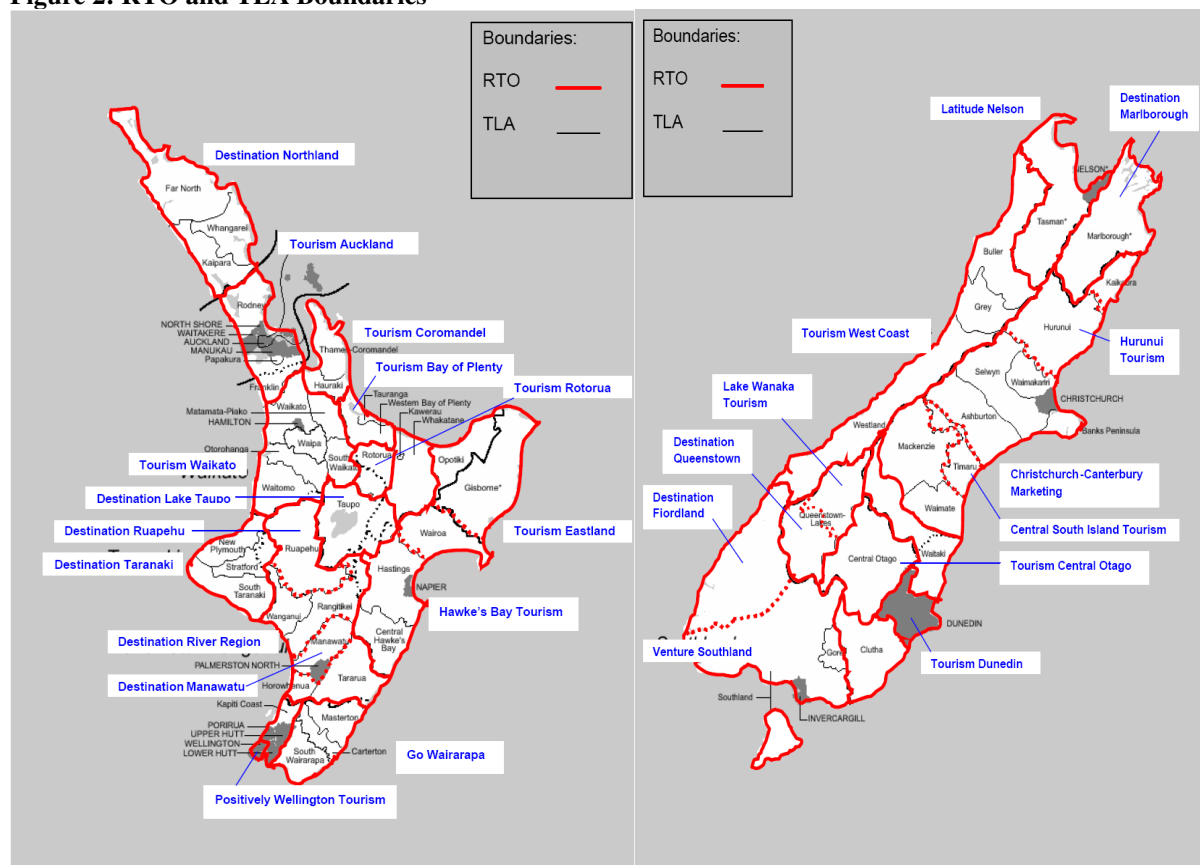 Figure 2: RTO and TLA Boundaries
Boundaries:
RTO
TLA
Destination Northland
Far North
Whangarei
Kaipara
Tourism Auckland
Rodney
NORTH SHORE
WAITAKERE
AUCKLAND
MANUKAU
Papakura
Franklin
Tourism Coromandel
Thames-Coromandel
Hauraki
Tourism Bay of Plenty
Tauranga
Western Bay of Plenty
Kawerau
Whakatane
Tourism Rotorua
Waikato
Matamata-Piako
HAMILTON
Waipa
Otorohanga
South
Waikato
Rotorua
Opotiki
Gisborne*
Tourism Waikato
Waitomo
Destination Lake Taupo
Taupo
Destination Ruapehu
Ruapehu
Wairoa
Tourism Eastland
New
Plymouth
Destination Taranaki
Stratford
South
Taranaki
Hastings
NAPIER
Hawke's Bay Tourism
Wanganui
Rangitikei
Central
Hawke's
Bay
Destination River Region
Manawatu
PALMERSTON NORTH
Destination Manawatu
Horowhenua
Tararua
Kapiti Coast
Masterton
PORIRUA
UPPER HUTT
WELLINGTON
LOWER HUTT
South
Wairarapa
Carterton
Go Wairarapa
Positively Wellington Tourism
Boundaries:
RTO
TLA
Latitude Nelson
Destination
Marlborough
NELSON*
Tasman*
Marlborough*
Buller
Kaikoura
Grey
Hurunui
Tourism West Coast
Hurunui
Tourism
Selwyn
Waimakariri
CHRISTCHURCH
Lake Wanaka
Tourism
Ashburton
Westland
Banks Peninsula
Mackenzie
Destination
Queenstown
Timaru
Christchurch-Canterbury
Marketing
Destination
Fiordland
Waimate
Queenstown-
Lakes
Central South Island Tourism
Central Otago
Waitaki
Tourism Central Otago
DUNEDIN
Venture Southland
Gore
Clutha
Tourism Dunedin
Southland
INVERCARGILL